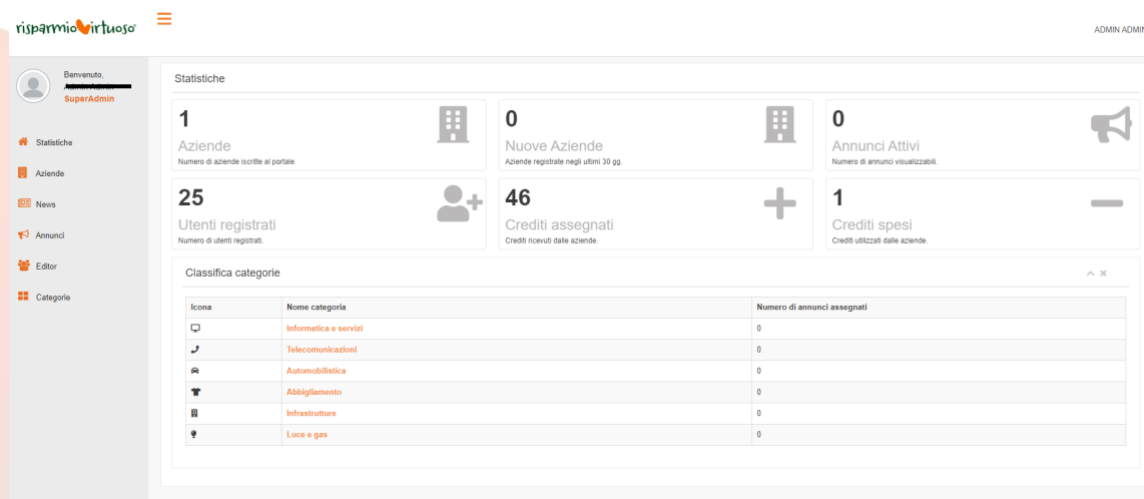 risparmiovirtuoso
ADMIN ADMIN
Benvenuto,
SuperAdmin
Statistiche
Aziende
News
Annunci
Editor
Categorie
Statistiche
1
Aziende
Numero di aziende iscritte al portale.
0
Nuove Aziende
Aziende registrate negli ultimi 30 gg.
0
Annunci Attivi
Numero di annunci visualizzabili.
25
Utenti registrati
Numero di utenti registrati.
46
Crediti assegnati
Crediti ricevuti dalle aziende.
1
Crediti spesi
Crediti utilizzati dalle aziende.
Classifica categorie
Icona Nome categoria Numero di annunci assegnati
Informatica e servizi 0
Telecomunicazioni 0
Automobilistica 0
Abbigliamento 0
Infrastrutture 0
Luce e gas 0